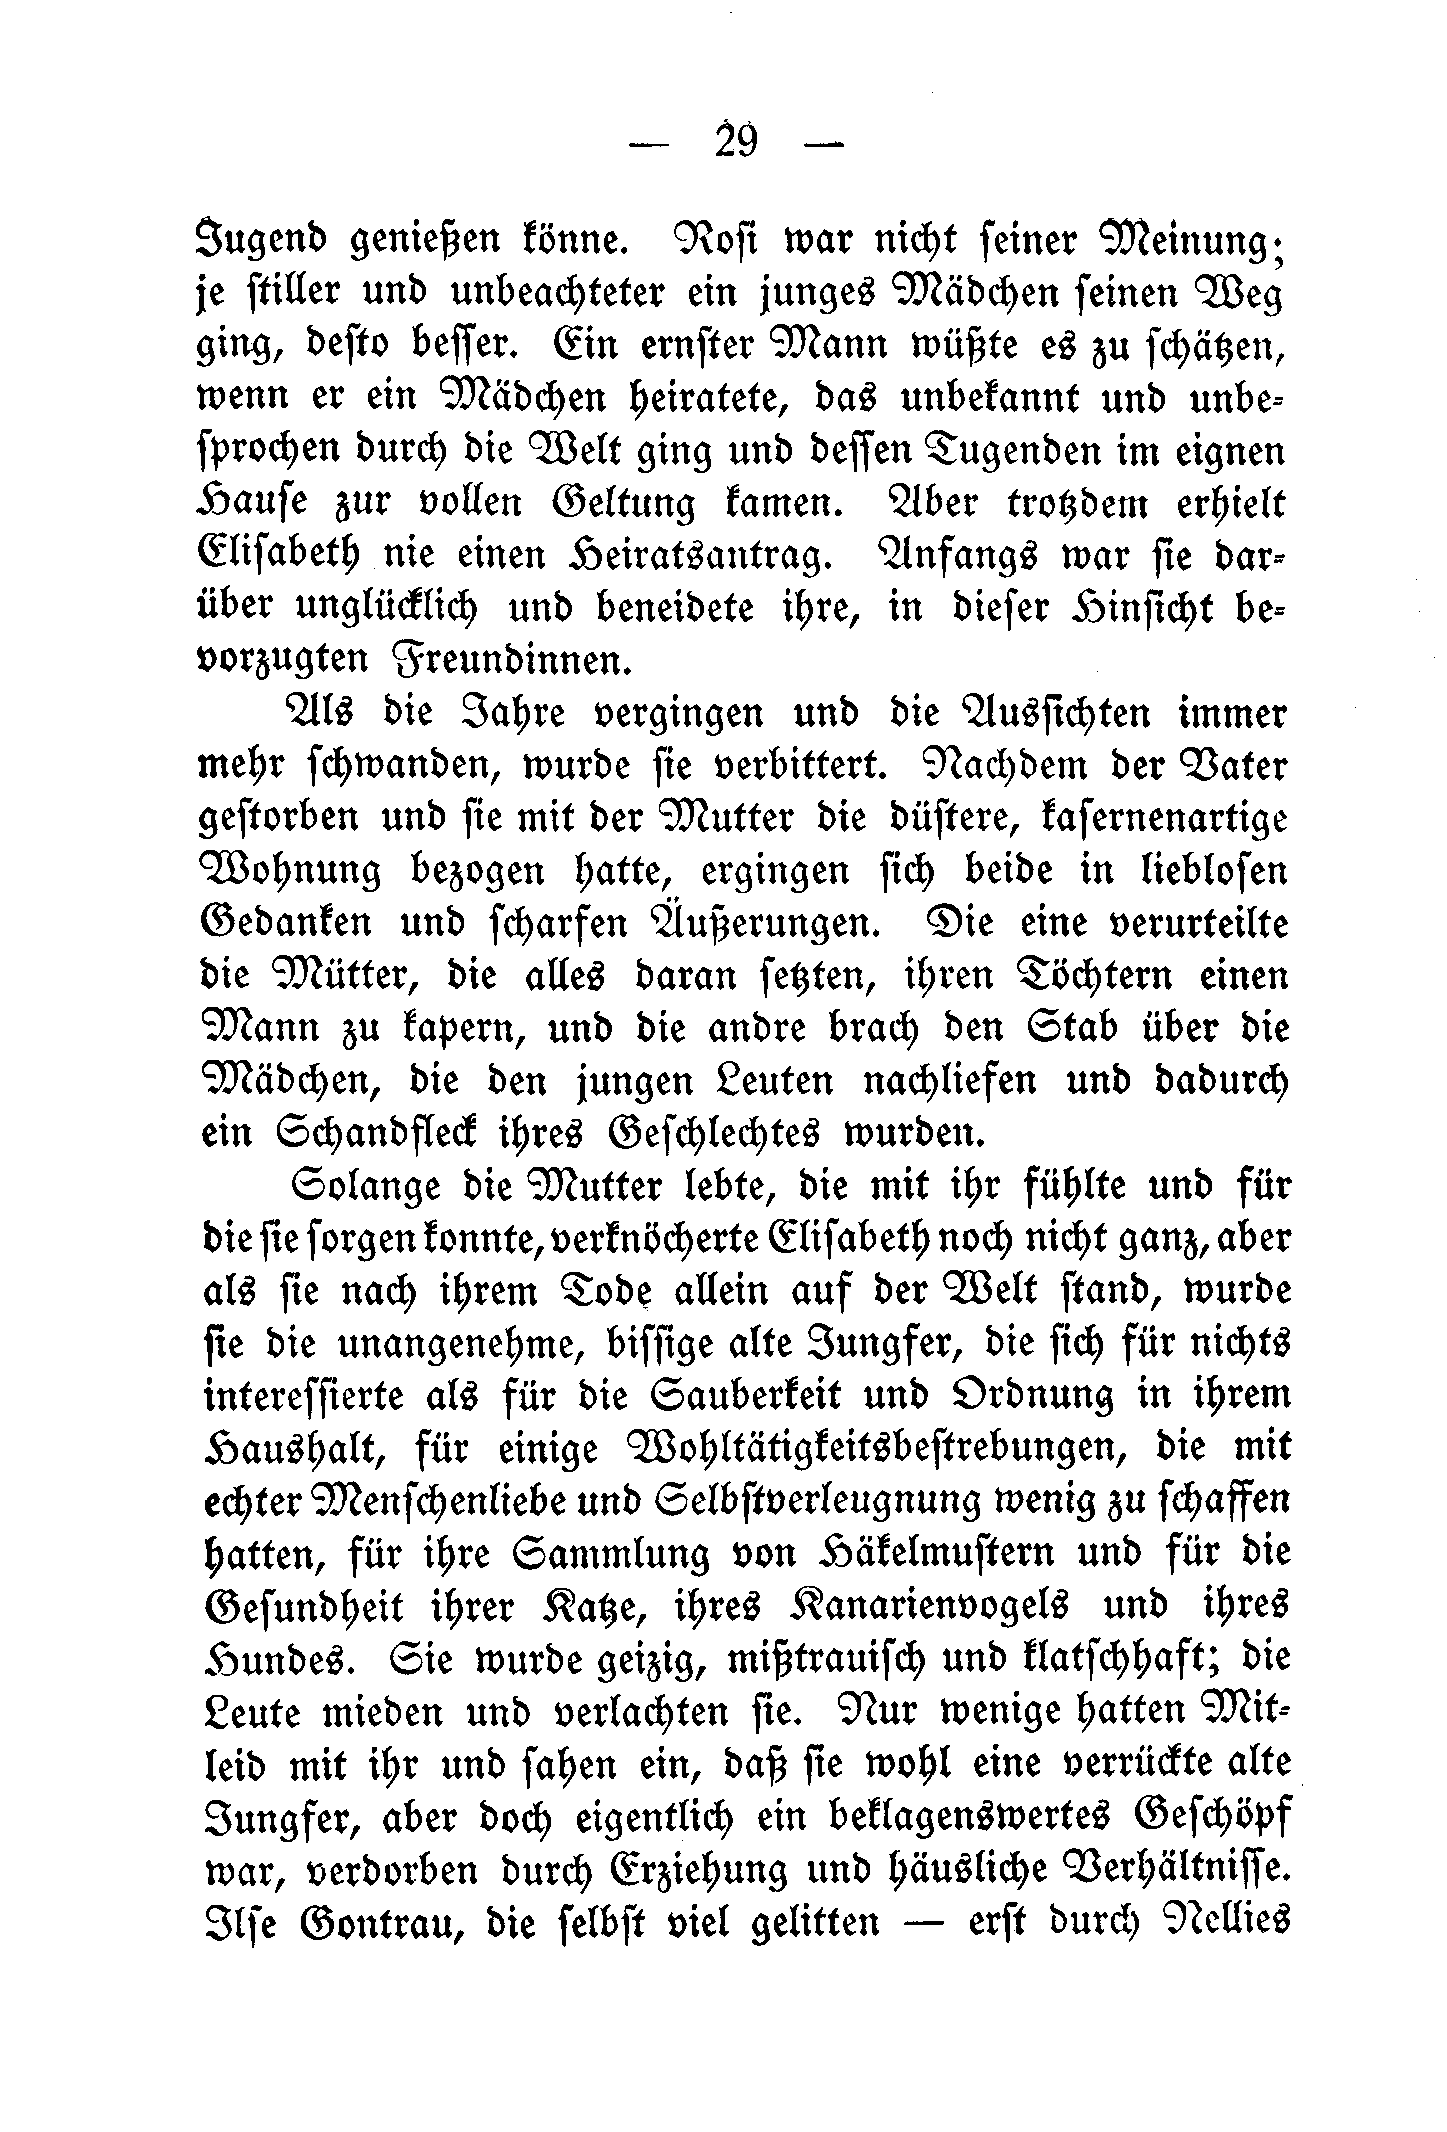 — 29 —
Jugend genießen könne. Rosi war nicht seiner Meinung;
je stiller und unbeachteter ein junges Mädchen seinen Weg
ging, desto besser. Ein ernster Mann wüßte es zu schätzen,
wenn er ein Mädchen heiratete, das unbekannt und unbe-
sprochen durch die Welt ging und dessen Tugenden im eignen
Hause zur vollen Geltung kamen. Aber trotzdem erhielt
Elisabeth nie einen Heiratsantrag. Anfangs war sie dar-
über unglücklich und beneidete ihre, in dieser Hinsicht be-
vorzugten Freundinnen.
Als die Jahre vergingen und die Aussichten immer
mehr schwanden, wurde sie verbittert. Nachdem der Vater
gestorben und sie mit der Mutter die düstere, kasernenartige
Wohnung bezogen hatte, ergingen sich beide in lieblosen
Gedanken und scharfen Äußerungen. Die eine verurteilte
die Mütter, die alles daran setzten, ihren Töchtern einen
Mann zu kapern, und die andre brach den Stab über die
Mädchen, die den jungen Leuten nachliefen und dadurch
ein Schandfleck ihres Geschlechtes wurden.
Solange die Mutter lebte, die mit ihr fühlte und für
die sie sorgen konnte, verknöcherte Elisabeth noch nicht ganz, aber
als sie nach ihrem Tode allein auf der Welt stand, wurde
sie die unangenehme, bissige alte Jungfer, die sich für nichts
interessierte als für die Sauberkeit und Ordnung in ihrem
Haushalt, für einige Wohltätigkeitsbestrebungen, die mit
echter Menschenliebe und Selbstverleugnung wenig zu schaffen
hatten, für ihre Sammlung von Häkelmustern und für die
Gesundheit ihrer Katze, ihres Kanarienvogels und ihres
Hundes. Sie wurde geizig, mißtrauisch und klatschhaft; die
Leute mieden und verlachten sie. Nur wenige hatten Mit-
leid mit ihr und sahen ein, daß sie wohl eine verrückte alte
Jungfer, aber doch eigentlich ein beklagenswertes Geschöpf
war, verdorben durch Erziehung und häusliche Verhältnisse.
Ilse Gontrau, die selbst viel gelitten — erst durch Nellies